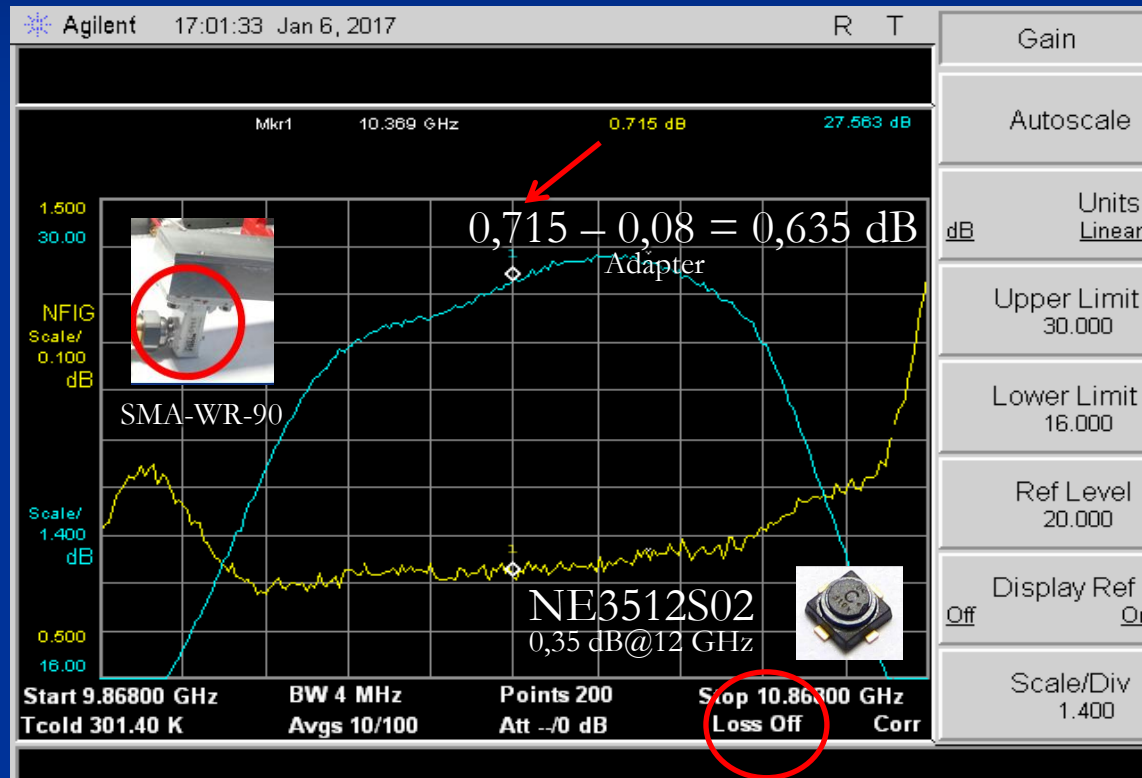 Agilent 17:01:33 Jan 6, 2017 R T
Mkr1 10.369 GHz 0.715 dB 27.563 dB
1.500
30.00
NFIG
Scale/
0.100
dB
Scale/
1.400
dB
0.500
16.00
0,715 – 0,08 = 0,635 dB
Adapter
1
SMA-WR-90
1
NE3512S02
0,35 dB@12 GHz
Start 9.86800 GHz BW 4 MHz Points 200 Stop 10.86800 GHz
Tcold 301.40 K Avgs 10/100 Att --/0 dB Loss Off Corr
Gain
Autoscale
Units
dB Linear
Upper Limit
30.000
Lower Limit
16.000
Ref Level
20.000
Display Ref
Off
Scale/Div
1.400